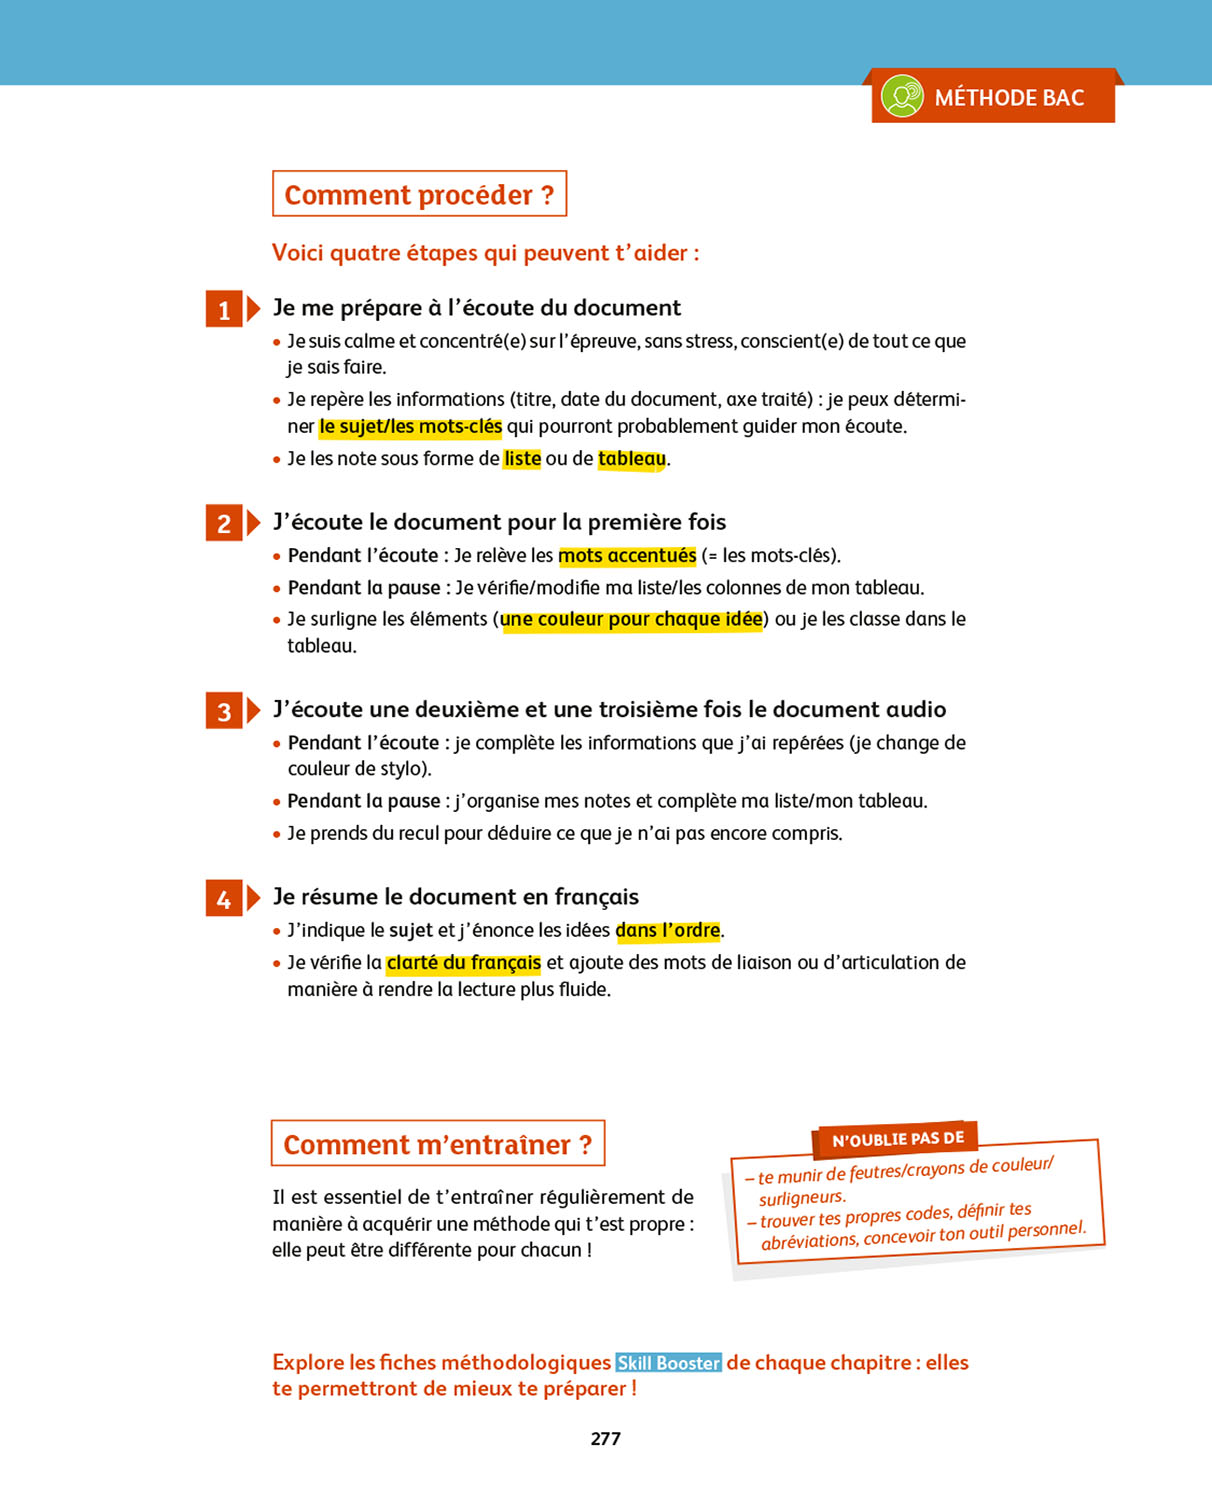 MÉTHODE BAC
Comment procéder ?
Voici quatre étapes qui peuvent t’aider :
1 Je me prépare à l’écoute du document
• Je suis calme et concentré(e) sur l’épreuve, sans stress, conscient(e) de tout ce que
je sais faire.
• Je repère les informations (titre, date du document, axe traité) : je peux détermi-
ner le sujet/les mots-clés qui pourront probablement guider mon écoute.
• Je les note sous forme de liste ou de tableau.
2 J’écoute le document pour la première fois
• Pendant l’écoute : Je relève les mots accentués (= les mots-clés).
• Pendant la pause : Je vérifie/modifie ma liste/les colonnes de mon tableau.
• Je surligne les éléments (une couleur pour chaque idée) ou je les classe dans le
tableau.
3 J’écoute une deuxième et une troisième fois le document audio
• Pendant l’écoute : je complète les informations que j’ai repérées (je change de
couleur de stylo).
• Pendant la pause : j’organise mes notes et complète ma liste/mon tableau.
• Je prends du recul pour déduire ce que je n’ai pas encore compris.
4 Je résume le document en français
• J’indique le sujet et j’énonce les idées dans l’ordre.
• Je vérifie la clarté du français et ajoute des mots de liaison ou d’articulation de
manière à rendre la lecture plus fluide.
Comment m’entraîner ?
Il est essentiel de t’entraîner régulièrement de
manière à acquérir une méthode qui t’est propre :
elle peut être différente pour chacun !
N’OUBLIE PAS DE
– te munir de feutres/crayons de couleur/
surligneurs.
– trouver tes propres codes, définir tes
abréviations, concevoir ton outil personnel.
Explore les fiches méthodologiques Skill Booster de chaque chapitre : elles
te permettront de mieux te préparer !
277